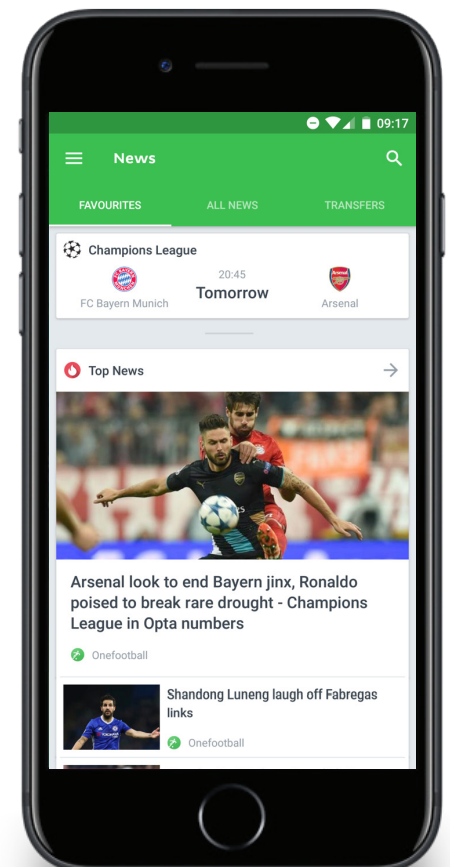 09:17
News
FAVOURITES
ALL NEWS
TRANSFERS
Champions League
20:45
Tomorrow
FC Bayern Munich
Arsenal
Top News
Arsenal look to end Bayern jinx, Ronaldo
poised to break rare drought - Champions
League in Opta numbers
Onefootball
Shandong Luneng laugh off Fabregas
links
Onefootball